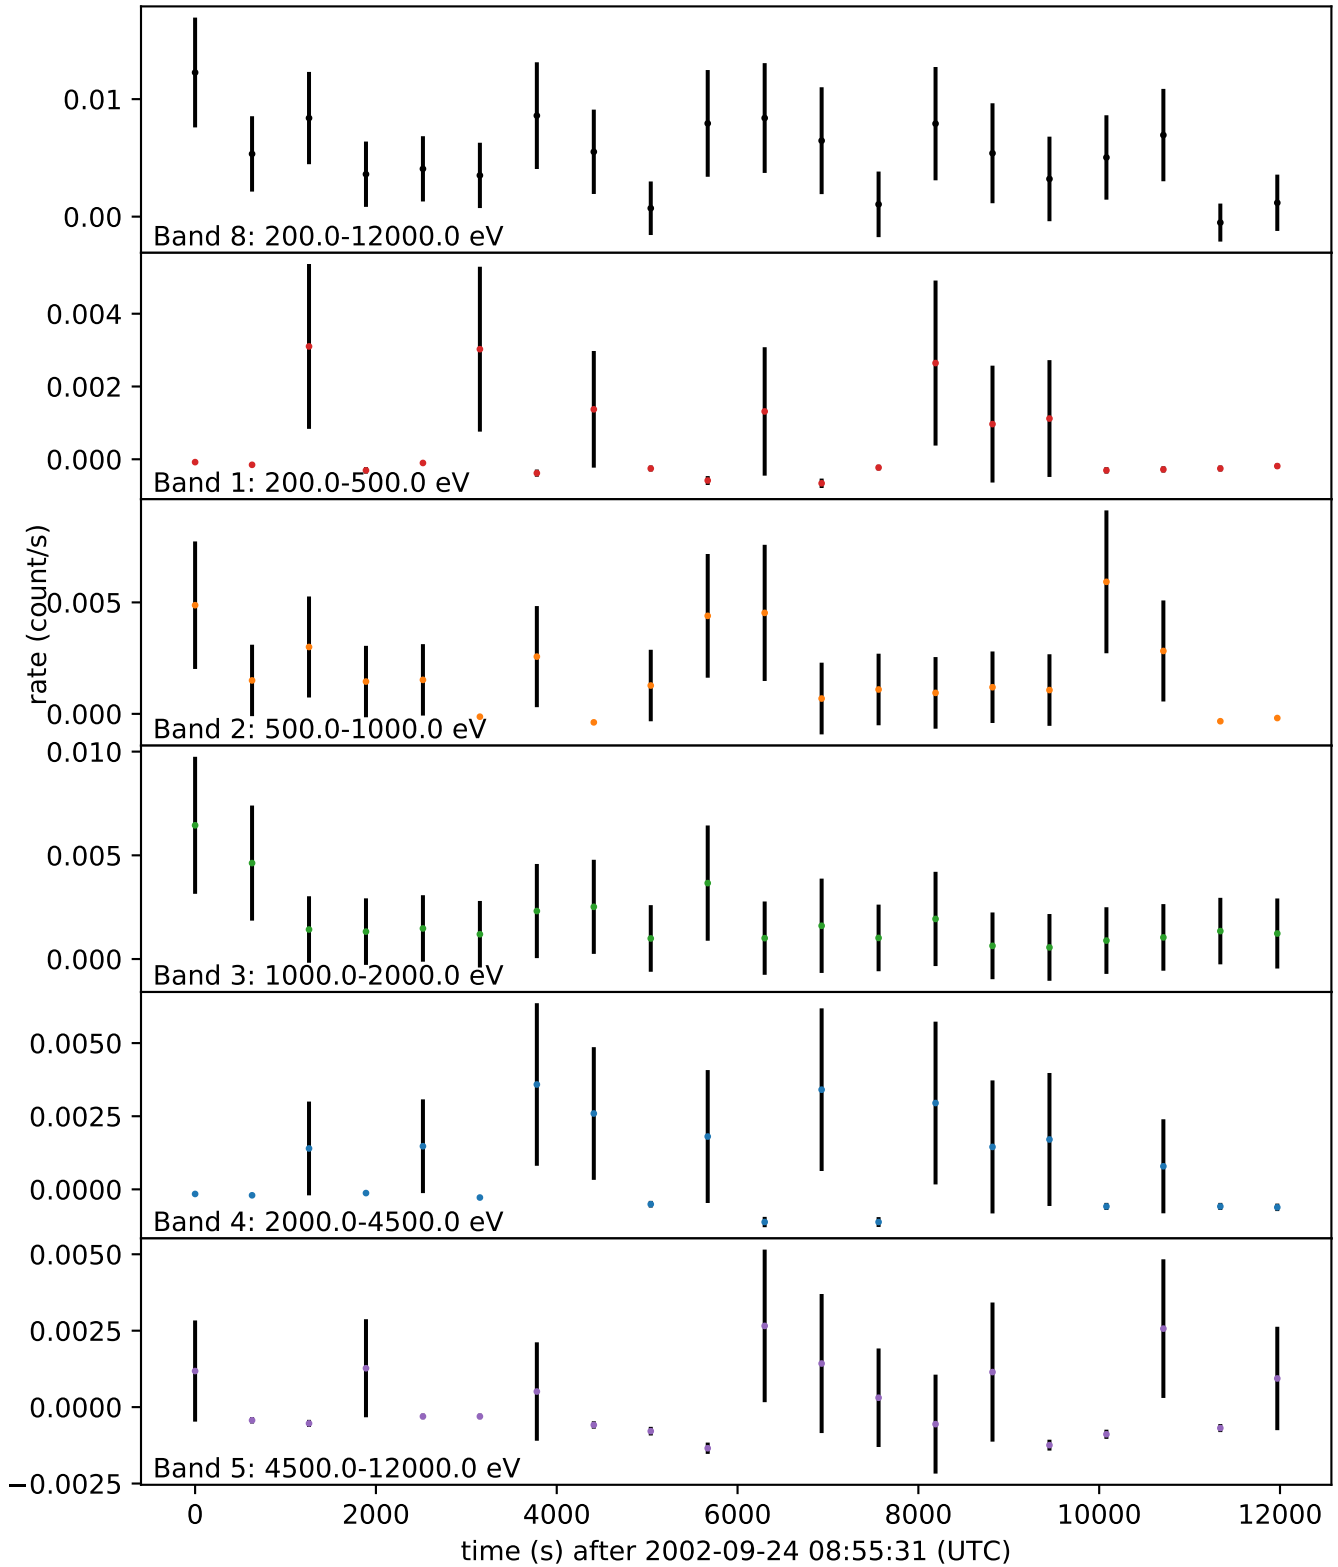 0.01
0.00
Band 8: 200.0-12000.0 eV
0.004
0.002
0.000
Band 1: 200.0-500.0 eV
rate (count/s)
0.005
0.000
Band 2: 500.0-1000.0 eV
0.010
0.005
0.000
Band 3: 1000.0-2000.0 eV
0.0050
0.0025
0.0000
Band 4: 2000.0-4500.0 eV
0.0050
0.0025
0.0000
−0.0025
Band 5: 4500.0-12000.0 eV
0 2000 4000 6000 8000 10000 12000
time (s) after 2002-09-24 08:55:31 (UTC)